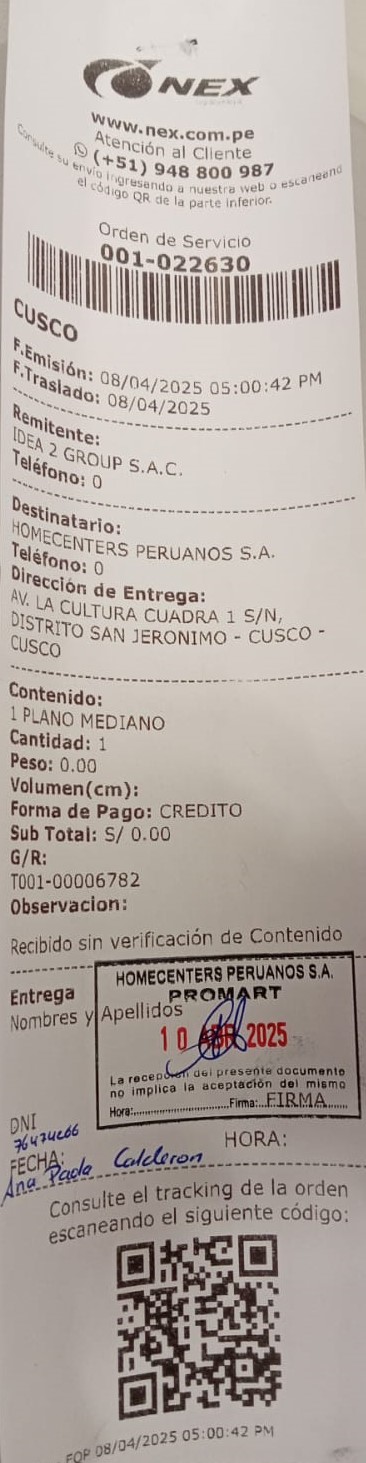 NEX
www.nex.com.pe
Atención al Cliente
(+51) 948 800 987
Consulte su envío ingresando a nuestra web o escaneand
el código QR de la parte inferior.
Orden de Servicio
001-022630
CUSCO
F.Emisión: 08/04/2025 05:00:42 PM
F.Traslado: 08/04/2025
Remitente:
IDEA 2 GROUP S.A.C.
Teléfono: 0
Destinatario:
HOMECENTERS PERUANOS S.A.
Teléfono: 0
Dirección de Entrega:
AV. LA CULTURA CUADRA 1 S/N,
DISTRITO SAN JERONIMO - CUSCO -
CUSCO
Contenido:
1 PLANO MEDIANO
Cantidad: 1
Peso: 0.00
Volumen(cm):
Forma de Pago: CREDITO
Sub Total: S/ 0.00
G/R:
T001-00006782
Observacion:
Recibido sin verificación de Contenido
HOMECENTERS PERUANOS S.A.
PROMART
Entrega
Nombres y Apellidos
10 ABR 2025
La recepción del presente documento
no implica la aceptación del mismo
Hora:..............Firma:..FIRMA......
DNI
FECHA:
HORA:
Ana Paola Calderon
Consulte el tracking de la orden
escaneando el siguiente código:
FOP 08/04/2025 05:00:42 PM